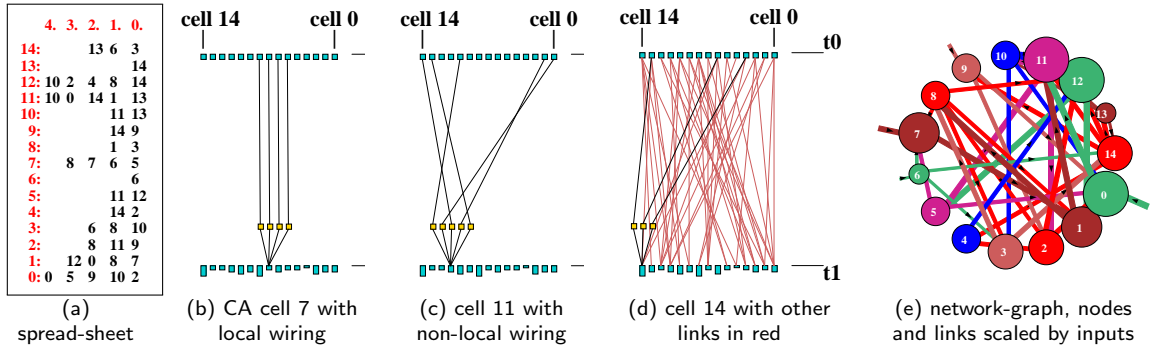 4. 3. 2. 1. 0.
14: 13 6 3
13: 14
12: 10 2 4 8 14
11: 10 0 14 1 13
10: 11 13
9: 14 9
8: 1 3
7: 8 7 6 5
6: 6
5: 11 12
4: 14 2
3: 6 8 10
2: 8 11 9
1: 12 0 8 7
0: 0 5 9 10 2
(a)
spread-sheet
cell 14 cell 0
(b) CA cell 7 with
local wiring
cell 14 cell 0
(c) cell 11 with
non-local wiring
cell 14 cell 0
t0
t1
(d) cell 14 with other
links in red
10 11
9 12
8
13
7
14
6
0
5
1
4
3 2
(e) network-graph, nodes
and links scaled by inputs